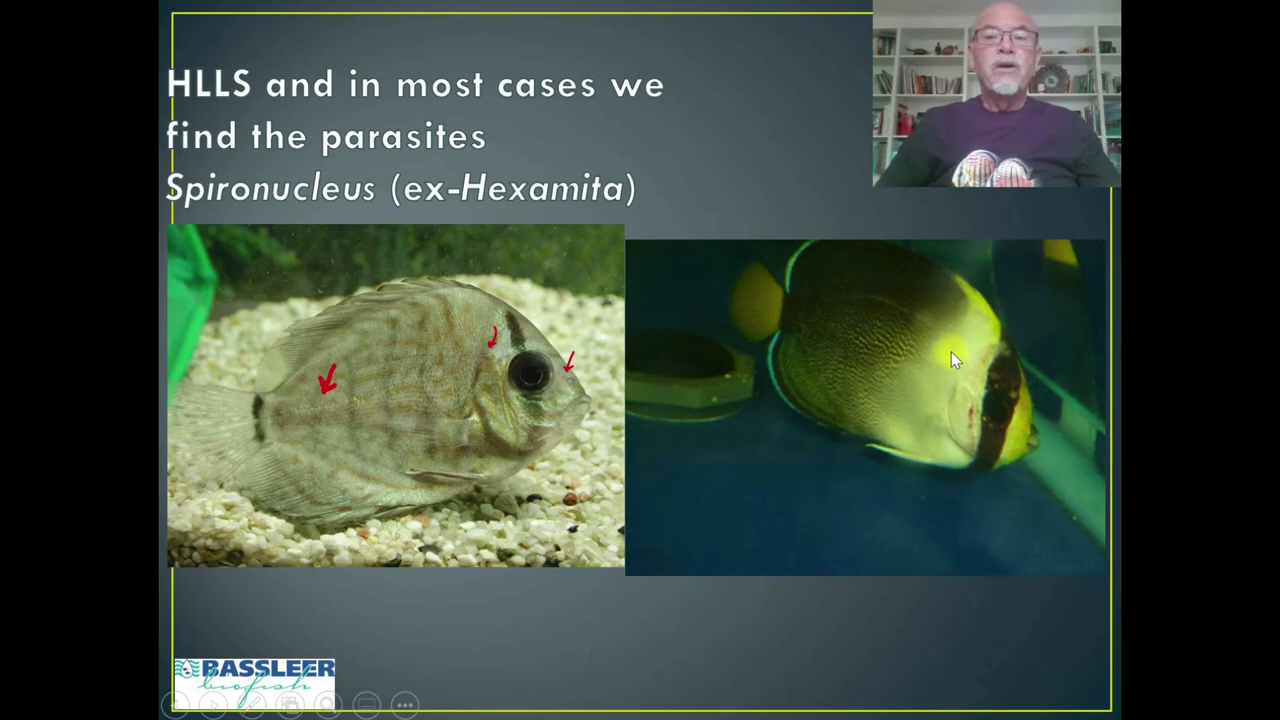 HLLS and in most cases we
find the parasites
Spironucleus (ex-Hexamita)
BASSLEER
biofish